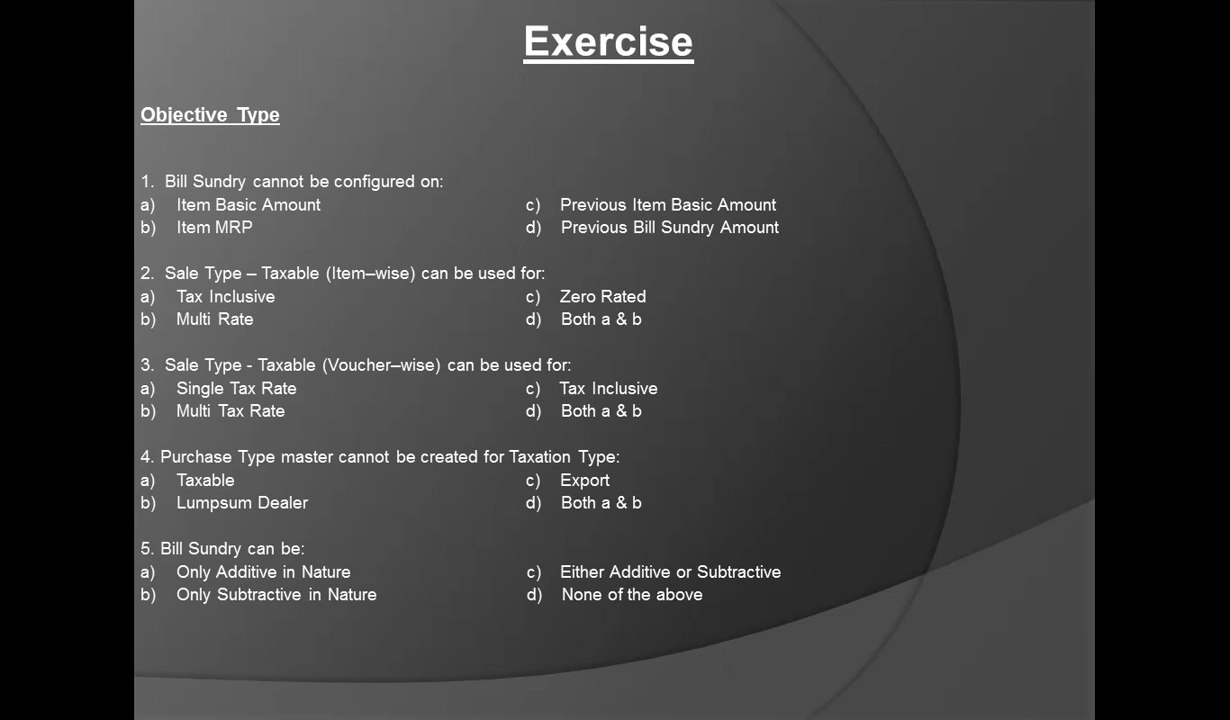 Exercise
Objective Type
1. Bill Sundry cannot be configured on:
a) Item Basic Amount c) Previous Item Basic Amount
b) Item MRP d) Previous Bill Sundry Amount
2. Sale Type – Taxable (Item–wise) can be used for:
a) Tax Inclusive c) Zero Rated
b) Multi Rate d) Both a & b
3. Sale Type - Taxable (Voucher–wise) can be used for:
a) Single Tax Rate c) Tax Inclusive
b) Multi Tax Rate d) Both a & b
4. Purchase Type master cannot be created for Taxation Type:
a) Taxable c) Export
b) Lumpsum Dealer d) Both a & b
5. Bill Sundry can be:
a) Only Additive in Nature c) Either Additive or Subtractive
b) Only Subtractive in Nature d) None of the above